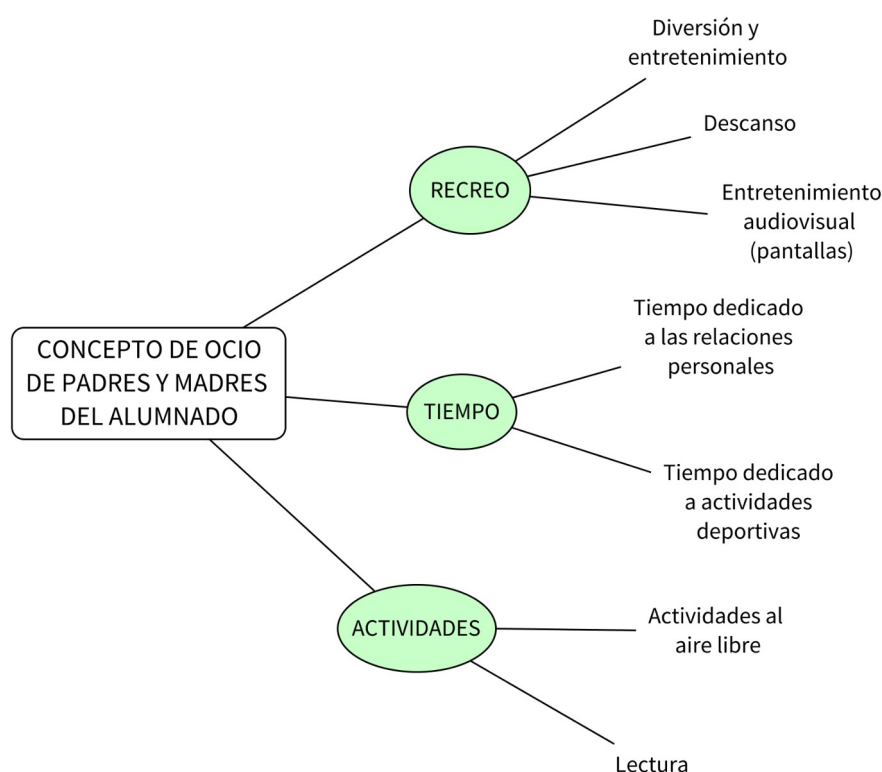 Diversión y
entretenimiento
Descanso
RECREO
Entretenimiento
audiovisual
(pantallas)
Tiempo dedicado
a las relaciones
personales
CONCEPTO DE OCIO
DE PADRES Y MADRES
DEL ALUMNADO
TIEMPO
Tiempo dedicado
a actividades
deportivas
ACTIVIDADES
Actividades al
aire libre
Lectura